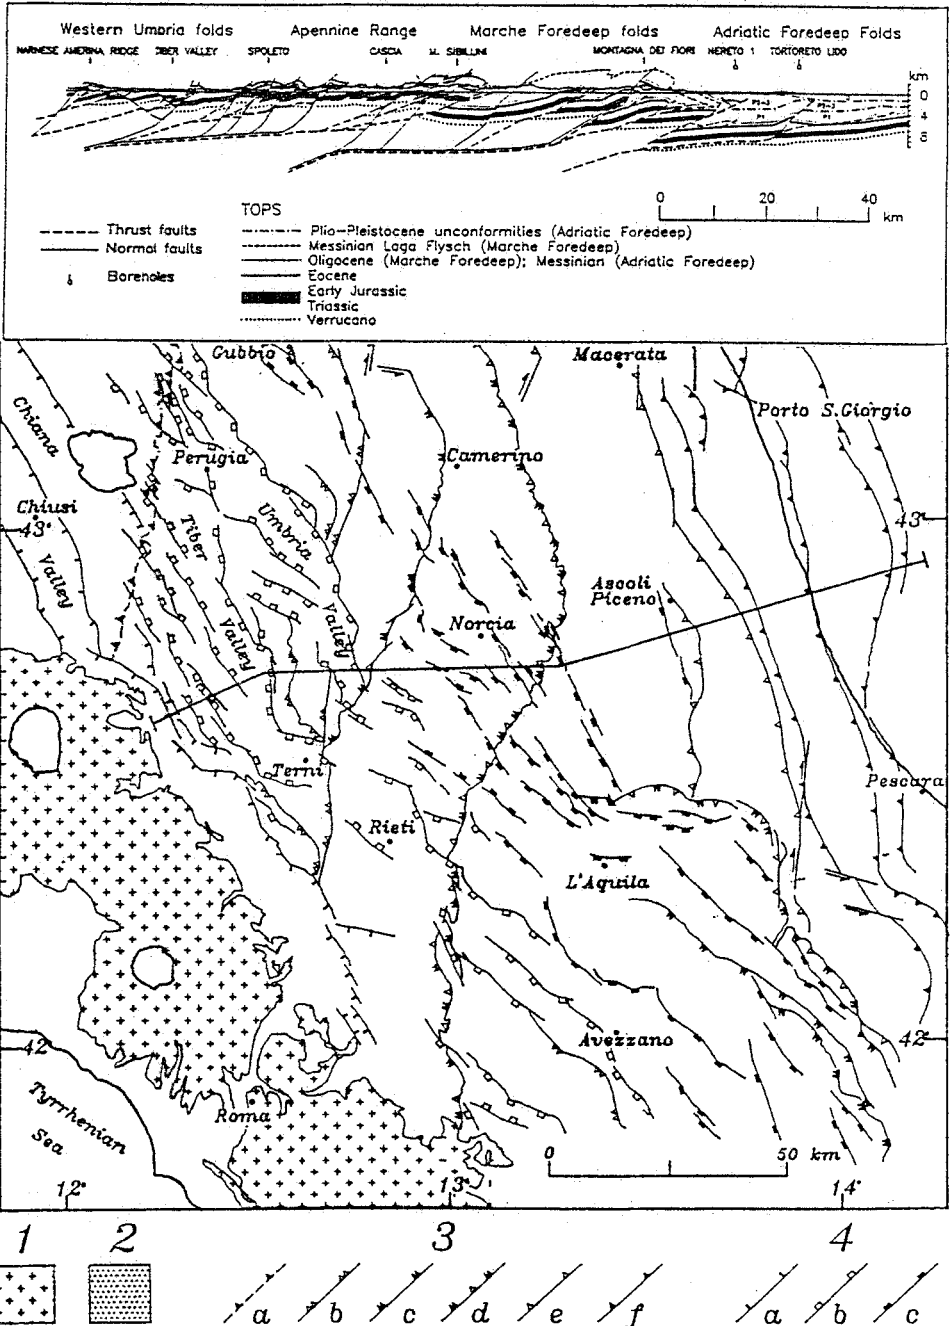 Western Umbria folds Apennine Range Marche Foredeep folds Adriatic Foredeep Folds
NARNESE AMERINA RIDGE TIBER VALLEY SPOLETO CASCIA M. SIBILLINI MONTAGNA DEI FIORI NERETO 1 TORTORETO LIDO
km
0
4
8
0 20 40
km
TOPS
Thrust faults
Normal faults
Boreholes
Plio-Pleistocene unconformities (Adriatic Foredeep)
Messinian Laga Flysch (Marche Foredeep)
Oligocene (Marche Foredeep); Messinian (Adriatic Foredeep)
Eocene
Early Jurassic
Triassic
Verrucano
Gubbio Macerata
Chiana Porto S.Giorgio
Perugia Camerino
Chiusi Tiber Umbria
43° 43°
Valley Ascoli
Piceno
Valley Valley Norcia
Terni Pescara
Rieti
L'Aquila
Avezzano
42 42°
Tyrrhenian
Sea
Roma
0 50 km
12° 13° 14°
1 2 3 4
a b c d e f a b c